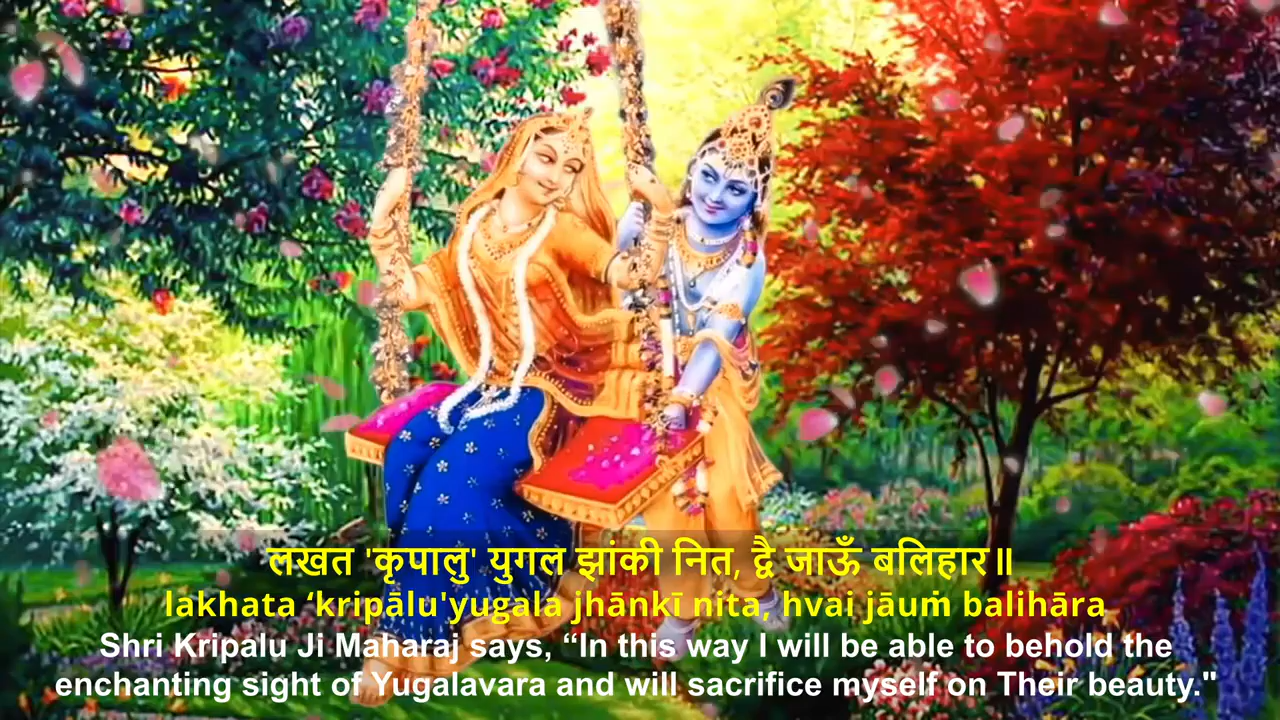 लखत 'कृपालु' युगल झांकी नित, द्वै जाऊँ बलिहार॥
lakhata ‘kripālu'yugala jhānkī nita, hvai jāuṁ balihāra
Shri Kripalu Ji Maharaj says, “In this way I will be able to behold the
enchanting sight of Yugalavara and will sacrifice myself on Their beauty."